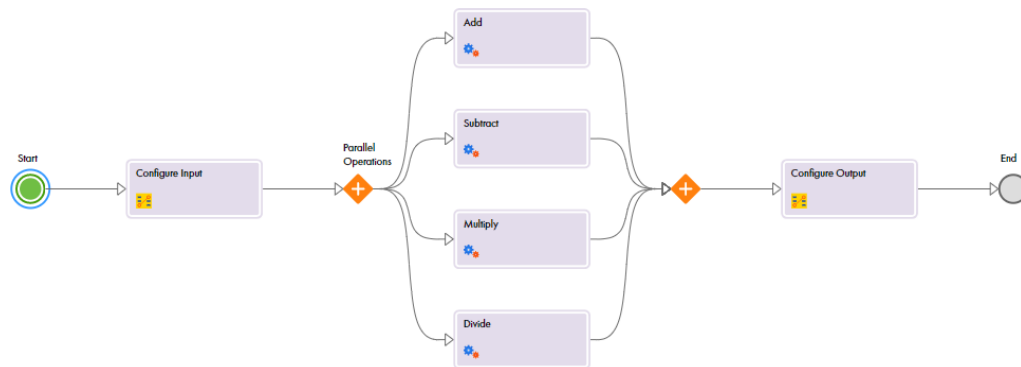 Add
Subtract
Parallel
Operations
Start
Configure Input
Configure Output
End
Multiply
Divide